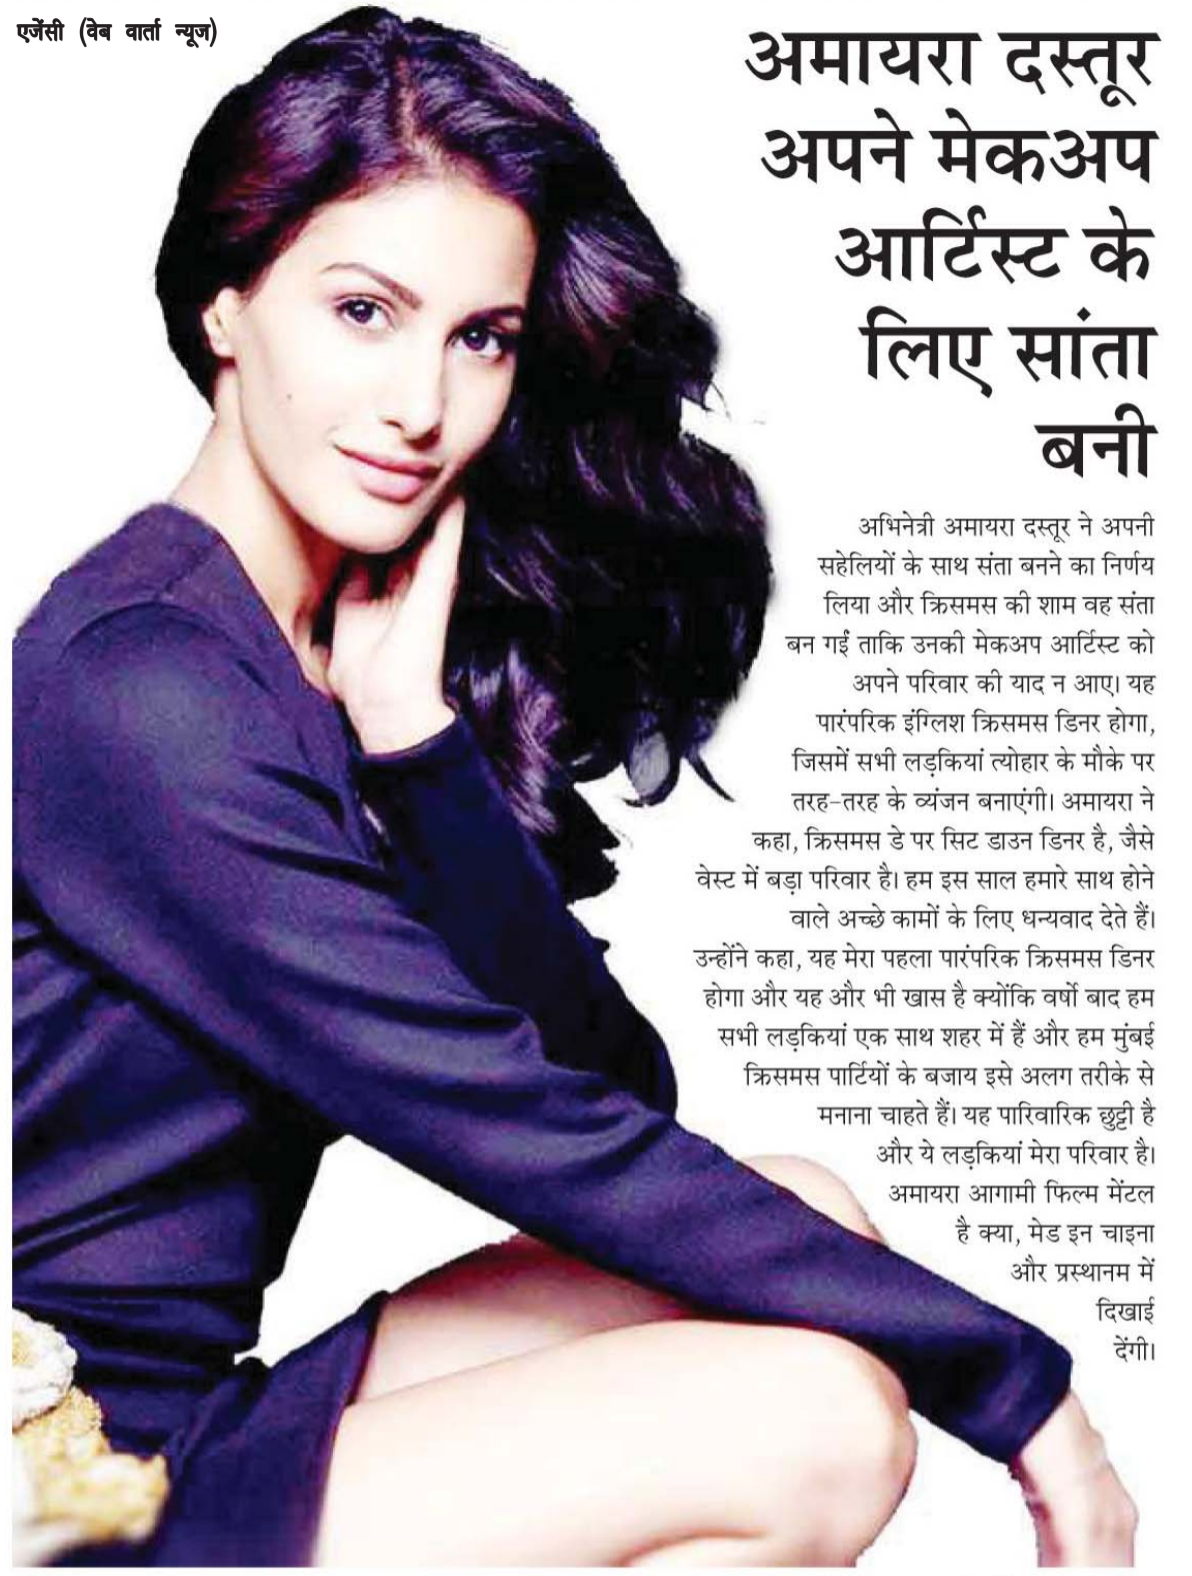 एजेंसी (वेब वार्ता न्यूज)
अमायरा दस्तूर
अपने मेकअप
आर्टिस्ट के
लिए सांता
बनी
अभिनेत्री अमायरा दस्तूर ने अपनी
सहेलियों के साथ संता बनने का निर्णय
लिया और क्रिसमस की शाम वह संता
बन गईं ताकि उनकी मेकअप आर्टिस्ट को
अपने परिवार की याद न आए। यह
पारंपरिक इंग्लिश क्रिसमस डिनर होगा,
जिसमें सभी लड़कियां त्योहार के मौके पर
तरह-तरह के व्यंजन बनाएंगी। अमायरा ने
कहा, क्रिसमस डे पर सिट डाउन डिनर है, जैसे
वेस्ट में बड़ा परिवार है। हम इस साल हमारे साथ होने
वाले अच्छे कामों के लिए धन्यवाद देते हैं।
उन्होंने कहा, यह मेरा पहला पारंपरिक क्रिसमस डिनर
होगा और यह और भी खास है क्योंकि वर्षो बाद हम
सभी लड़कियां एक साथ शहर में हैं और हम मुंबई
क्रिसमस पार्टियों के बजाय इसे अलग तरीके से
मनाना चाहते हैं। यह पारिवारिक छुट्टी है
और ये लड़कियां मेरा परिवार है।
अमायरा आगामी फिल्म मेंटल
है क्या, मेड इन चाइना
और प्रस्थानम में
दिखाई
देंगी।